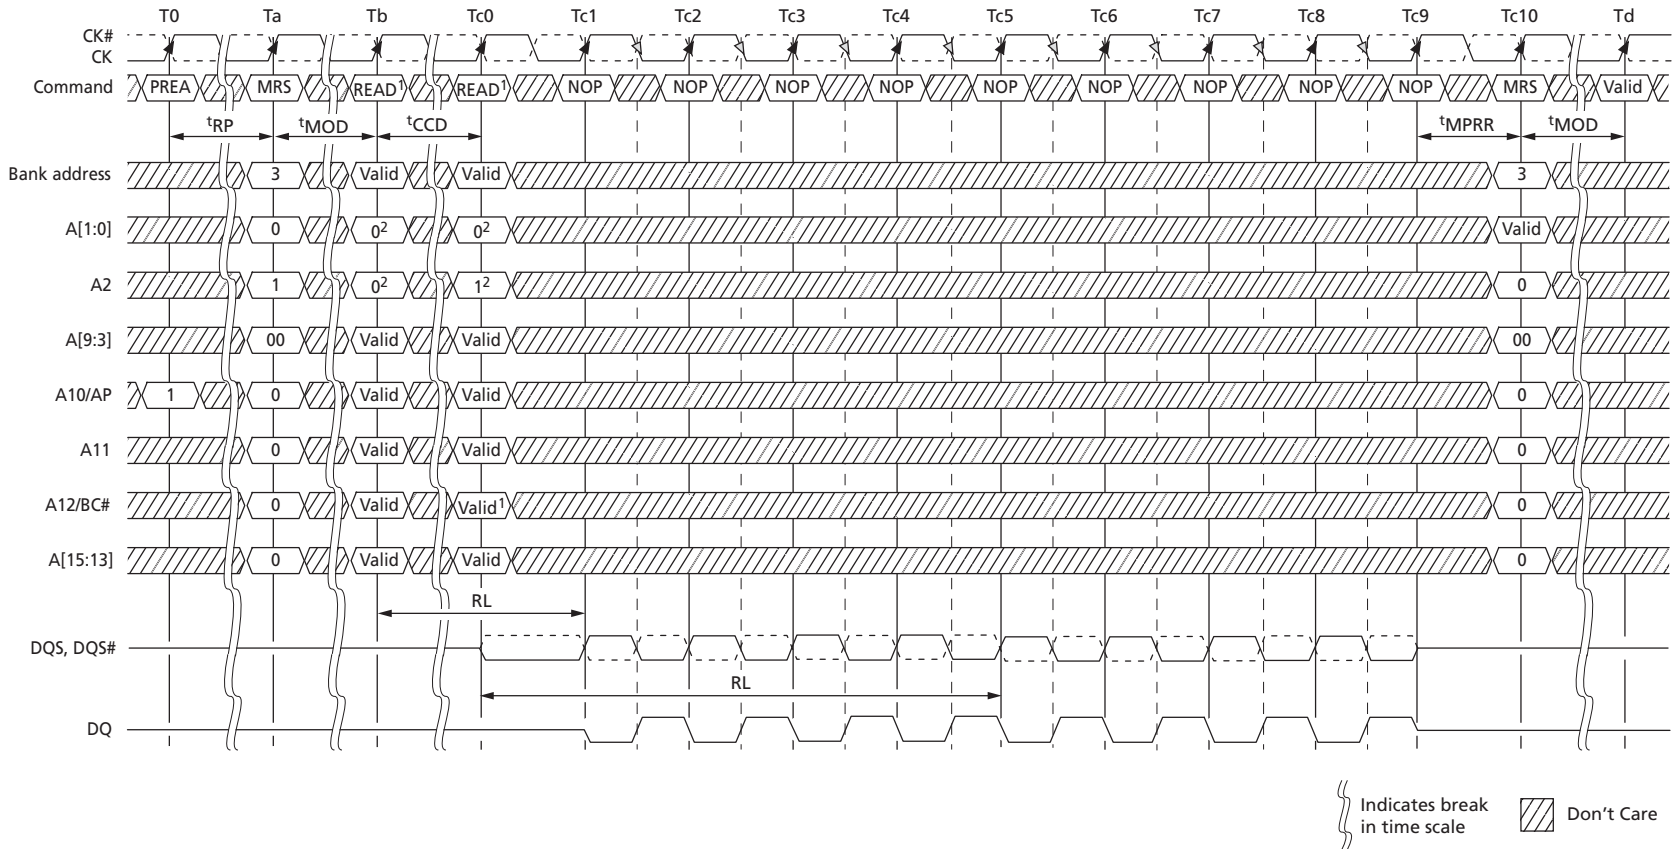 T0 Ta Tb Tc0 Tc1 Tc2 Tc3 Tc4 Tc5 Tc6 Tc7 Tc8 Tc9 Tc10 Td
CK#
CK
Command PREA MRS READ1 READ1 NOP NOP NOP NOP NOP NOP NOP NOP NOP MRS Valid
tRP tMOD tCCD tMPRR tMOD
Bank address 3 Valid Valid 3
A[1:0] 0 02 02 Valid
A2 1 02 12 0
A[9:3] 00 Valid Valid 00
A10/AP 1 0 Valid Valid 0
A11 0 Valid Valid 0
A12/BC# 0 Valid Valid1 0
A[15:13] 0 Valid Valid 0
RL
DQS, DQS#
RL
DQ
Indicates break
in time scale
Don't Care